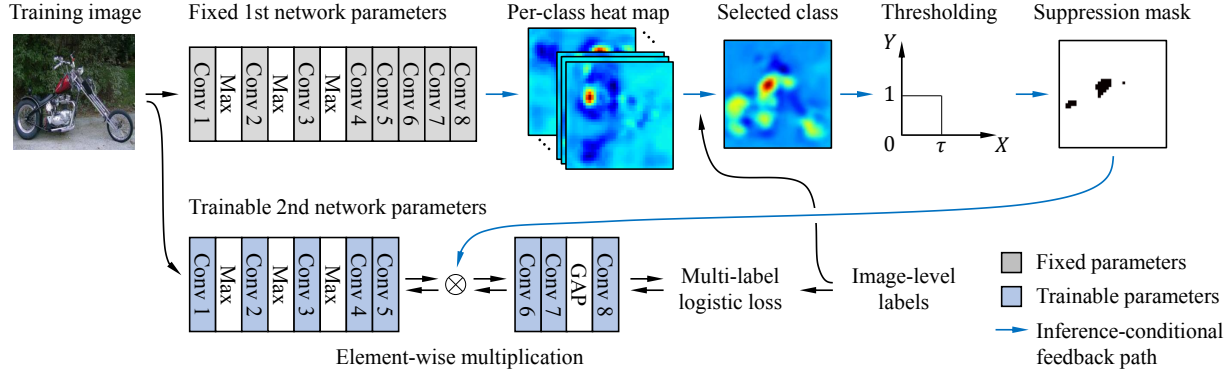 Training image
Fixed 1st network parameters
Per-class heat map
Selected class
Thresholding
Suppression mask
Conv 1
Max
Conv 2
Max
Conv 3
Max
Conv 4
Conv 5
Conv 6
Conv 7
Conv 8
Y
1
0
τ
X
Trainable 2nd network parameters
Conv 1
Max
Conv 2
Max
Conv 3
Max
Conv 4
Conv 5
Conv 6
Conv 7
GAP
Conv 8
Multi-label
logistic loss
Image-level
labels
Element-wise multiplication
Fixed parameters
Trainable parameters
Inference-conditional
feedback path